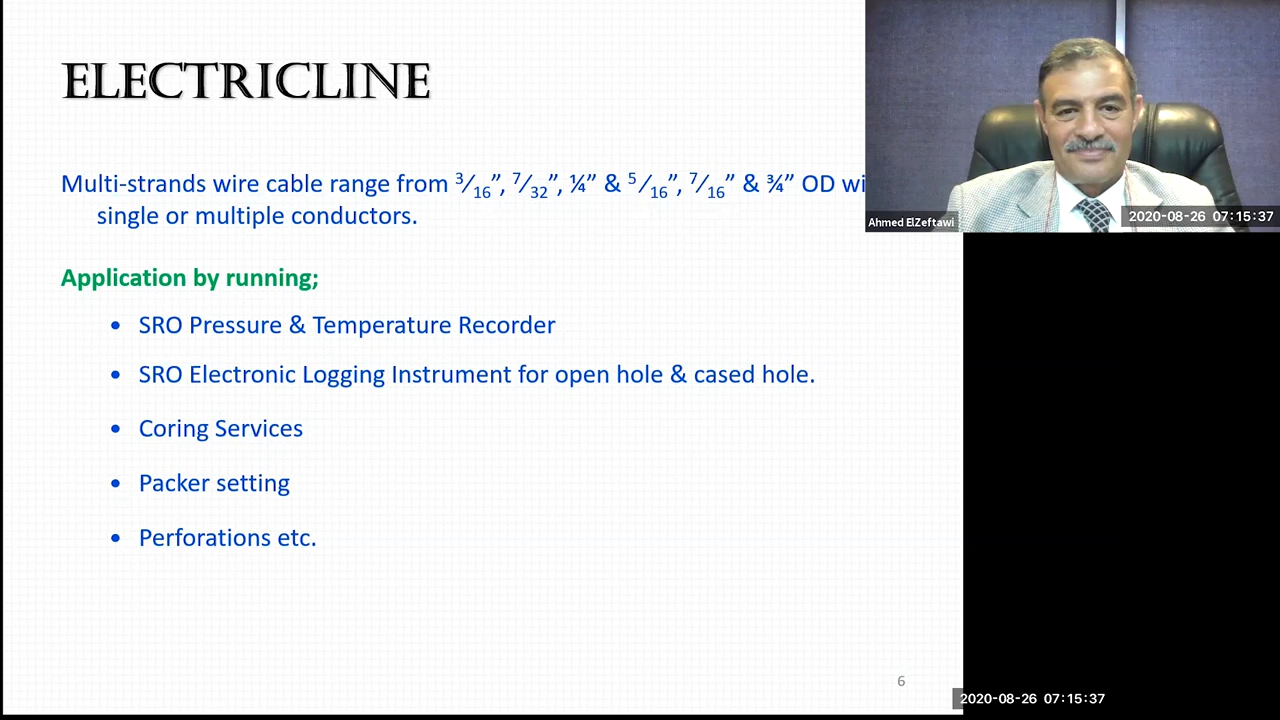 ELECTRICLINE
Multi-strands wire cable range from 3⁄16”, 7⁄32”, ¼” & 5⁄16”, 7⁄16” & ¾” OD wi
single or multiple conductors.
Application by running;
• SRO Pressure & Temperature Recorder
• SRO Electronic Logging Instrument for open hole & cased hole.
• Coring Services
• Packer setting
• Perforations etc.
6
Ahmed ElZeftawi
2020-08-26 07:15:37
2020-08-26 07:15:37